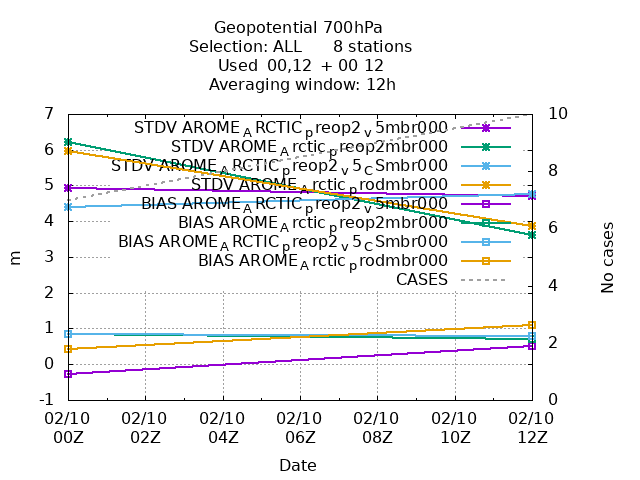 Geopotential 700hPa
Selection: ALL 8 stations
Used 00,12 + 00 12
Averaging window: 12h
7 10
STDV AROME_ARCTIC_preop2_v5mbr000
6
STDV AROME_Arctic_preop2mbr000
STDV AROME_ARCTIC_preop2_v5_CSmbr000
8
5
STDV AROME_Arctic_prodmbr000
BIAS AROME_ARCTIC_preop2_v5mbr000
4
BIAS AROME_Arctic_preop2mbr000
6
BIAS AROME_ARCTIC_preop2_v5_CSmbr000
3
BIAS AROME_Arctic_prodmbr000
m
No cases
CASES
4
2
1
2
0
-1 0
02/10 02/10 02/10 02/10 02/10 02/10 02/10
00Z 02Z 04Z 06Z 08Z 10Z 12Z
Date